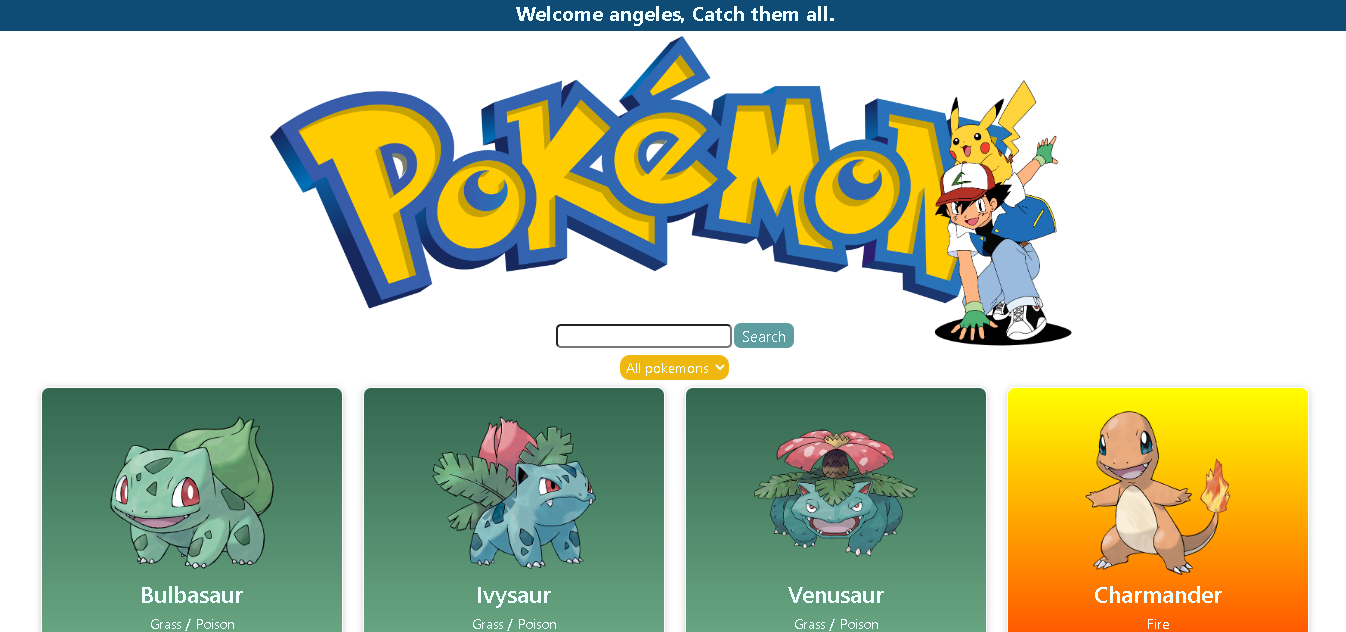 Welcome angeles, Catch them all.
POKéMON
Search
All pokemons
Bulbasaur
Ivysaur
Venusaur
Charmander
Grass / Poison
Grass / Poison
Grass / Poison
Fire